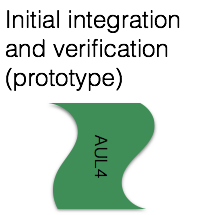 Initial integration
and verification
(prototype)
AUL4